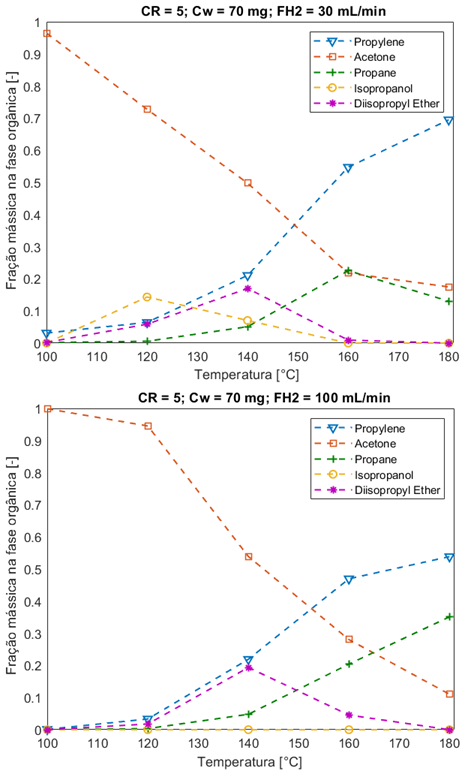 CR = 5; Cw = 70 mg; FH2 = 30 mL/min
Fração mássica na fase orgânica [-]
1
0.9
0.8
0.7
0.6
0.5
0.4
0.3
0.2
0.1
0
Propylene
Acetone
Propane
Isopropanol
Diisopropyl Ether
100 110 120 130 140 150 160 170 180
Temperatura [°C]
CR = 5; Cw = 70 mg; FH2 = 100 mL/min
Fração mássica na fase orgânica [-]
1
0.9
0.8
0.7
0.6
0.5
0.4
0.3
0.2
0.1
0
Propylene
Acetone
Propane
Isopropanol
Diisopropyl Ether
100 110 120 130 140 150 160 170 180
Temperatura [°C]